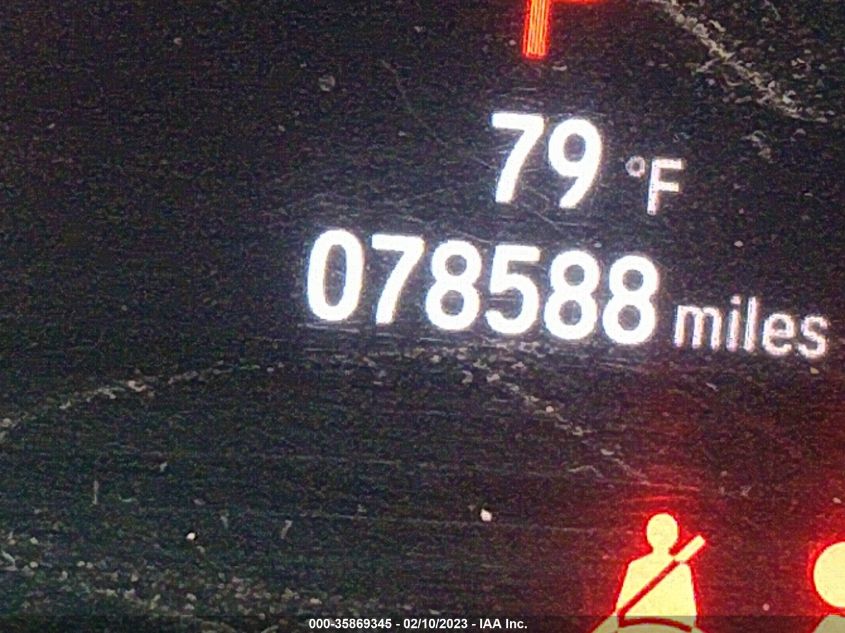 P
79 °F
078588 miles
000-35869345 - 02/10/2023 - IAA Inc.